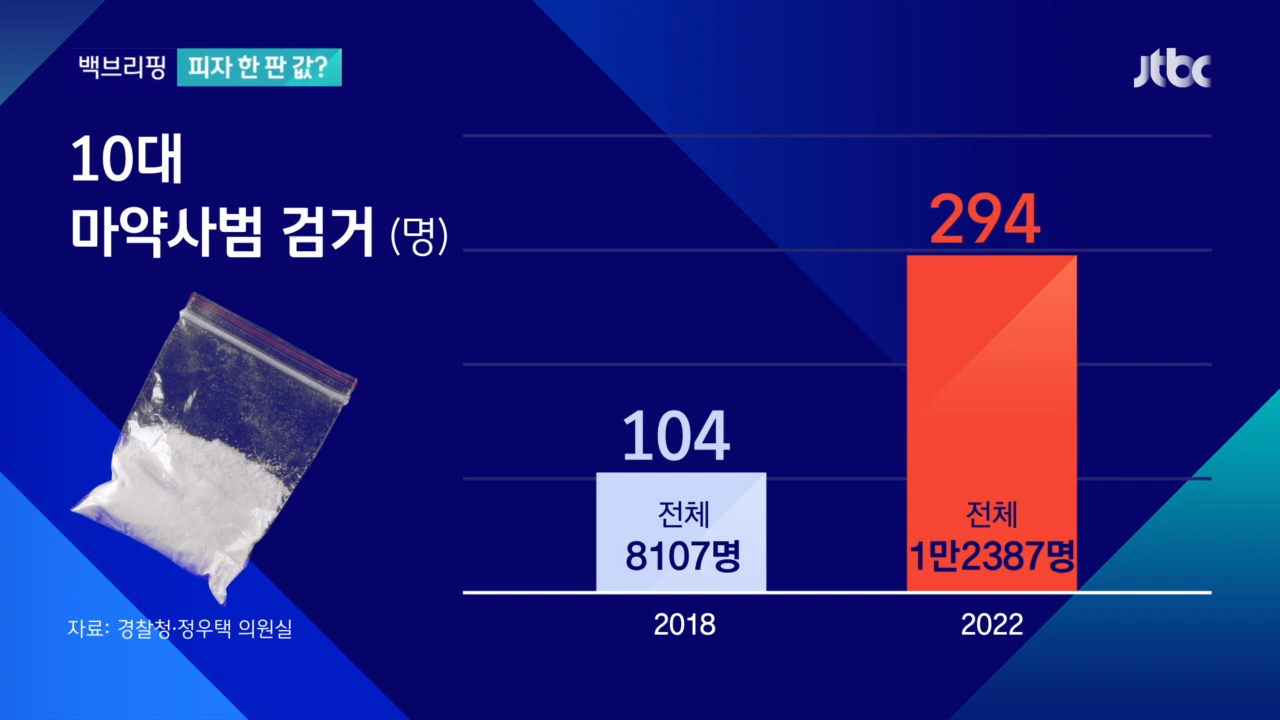 백브리핑 피자 한 판 값?
jtbc
10대
마약사범 검거 (명)
294
104
전체
8107명
전체
1만2387명
2018
2022
자료: 경찰청·정우택 의원실